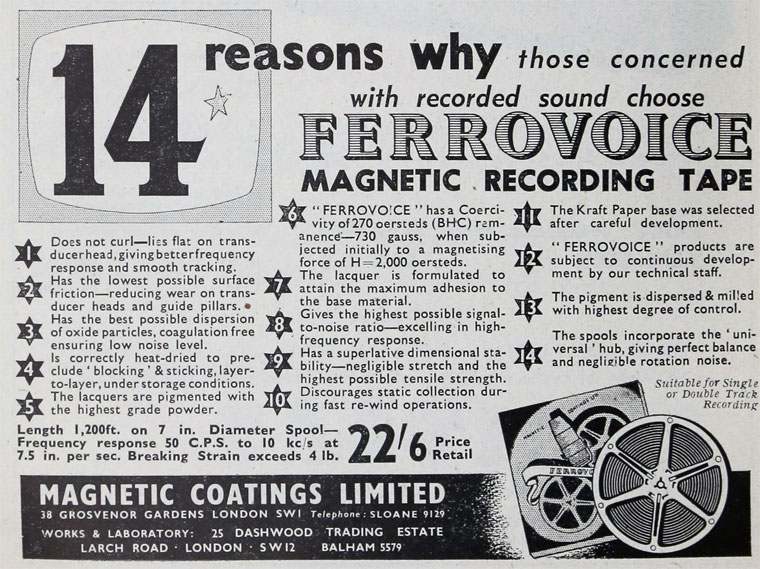 14 reasons why those concerned
with recorded sound choose
FERROVOICE
MAGNETIC RECORDING TAPE
1 Does not curl—lies flat on trans-
ducerhead, giving better frequency
response and smooth tracking.
2 Has the lowest possible surface
friction—reducing wear on trans-
ducer heads and guide pillars.
3 Has the best possible dispersion
of oxide particles, coagulation free
ensuring low noise level.
4 Is correctly heat-dried to pre-
clude 'blocking' & sticking, layer-
to-layer, under storage conditions.
5 The lacquers are pigmented with
the highest grade powder.
6 "FERROVOICE" has a Coerci-
vity of 270 oersteds (BHC) rem-
anence—730 gauss, when sub-
jected initially to a magnetising
force of H=2,000 oersteds.
7 The lacquer is formulated to
attain the maximum adhesion to
the base material.
8 Gives the highest possible signal-
to-noise ratio—excelling in high-
frequency response.
9 Has a superlative dimensional sta-
bility—negligible stretch and the
highest possible tensile strength.
10 Discourages static collection dur-
ing fast re-wind operations.
11 The Kraft Paper base was selected
after careful development.
12 "FERROVOICE" products are
subject to continuous develop-
ment by our technical staff.
13 The pigment is dispersed & milled
with highest degree of control.
14 The spools incorporate the 'uni-
versal' hub, giving perfect balance
and negligible rotation noise.
Suitable for Single
or Double Track
Recording
Length 1,200ft. on 7 in. Diameter Spool—
Frequency response 50 C.P.S. to 10 kc/s at
7.5 in. per sec. Breaking Strain exceeds 4 lb.
22'/6 Price
Retail
FERROVO
MAGNETIC COATINGS LIMITED
38 GROSVENOR GARDENS LONDON SW1 Telephone: SLOANE 9129
WORKS & LABORATORY: 25 DASHWOOD TRADING ESTATE
LARCH ROAD · LONDON · SW12 BALHAM 5579